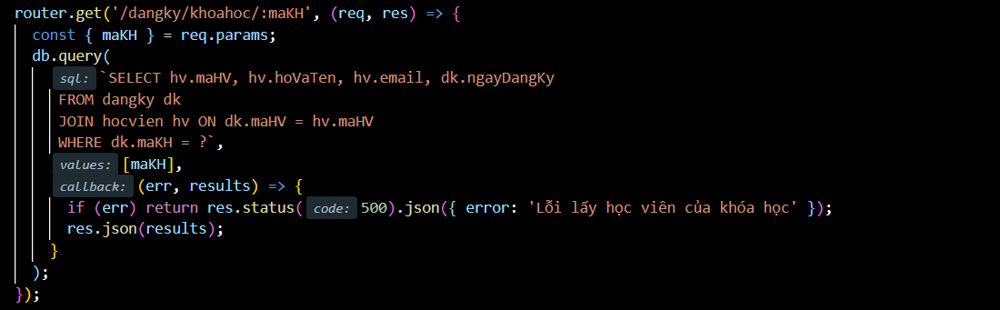 router.get('/dangky/khoahoc/:maKH', (req, res) => {
const { maKH } = req.params;
db.query(
sql: `SELECT hv.maHV, hv.hoVaTen, hv.email, dk.ngayDangKy
FROM dangky dk
JOIN hocvien hv ON dk.maHV = hv.maHV
WHERE dk.maKH = ?`,
values: [maKH],
callback: (err, results) => {
if (err) return res.status( code: 500).json({ error: 'Lỗi lấy học viên của khóa học' });
res.json(results);
}
);
});